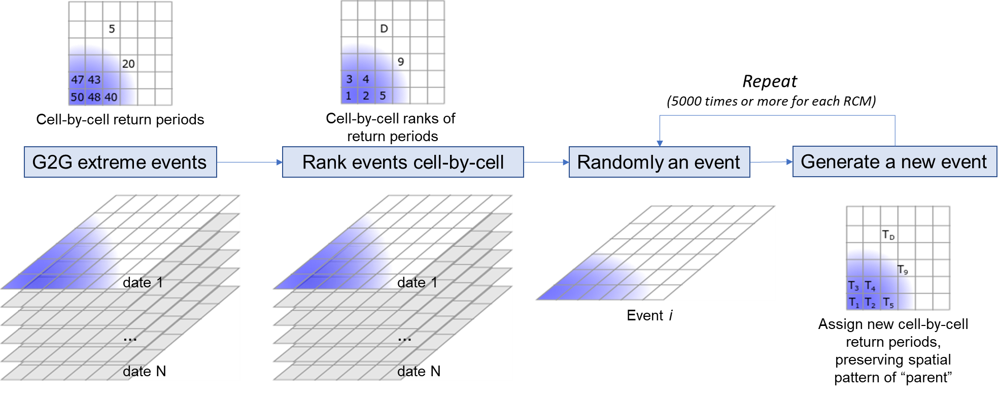 5
20
47 43
50 48 40
Cell-by-cell return periods
D
9
3 4
1 2 5
Cell-by-cell ranks of
return periods
Repeat
(5000 times or more for each RCM)
G2G extreme events
Rank events cell-by-cell
Randomly an event
Generate a new event
date 1
...
date N
date 1
...
date N
Event i
TD
T9
T3 T4
T1 T2 T5
Assign new cell-by-cell
return periods,
preserving spatial
pattern of “parent”